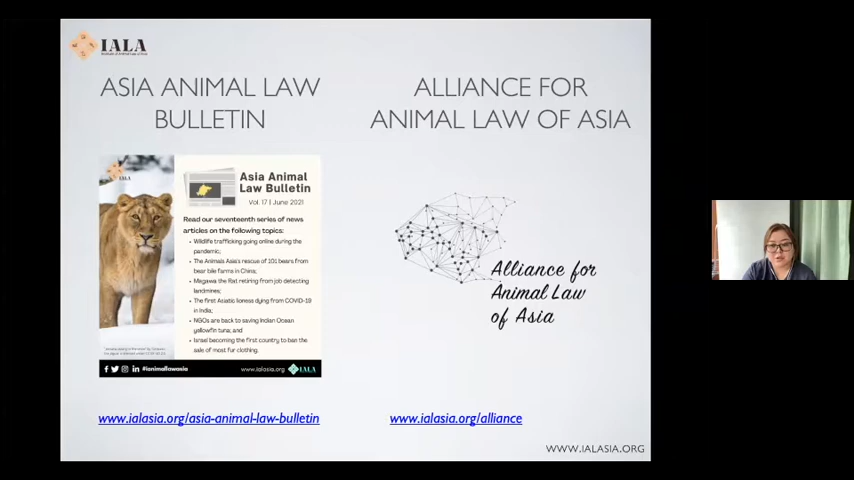 IALA
ASIA ANIMAL LAW
BULLETIN
ALLIANCE FOR
ANIMAL LAW OF ASIA
IALA
Asia Animal
Law Bulletin
Vol. 17 | June 2021
Read our seventeenth series of news
articles on the following topics:
• Wildlife trafficking going online during the
pandemic;
• The Animals Asia's rescue of 101 bears from
bear bile farms in China;
• Magawa the Rat retiring from job detecting
landmines;
• The first Asiatic lioness dying from COVID-19
in India;
• NGOs are back to saving Indian Ocean
yellowfin tuna; and
• Israel becoming the first country to ban the
sale of most fur clothing.
#ianimallawasia
www.ialasia.org
IALA
Alliance for
Animal Law
of Asia
www.ialasia.org/asia-animal-law-bulletin
www.ialasia.org/alliance
WWW.IALASIA.ORG